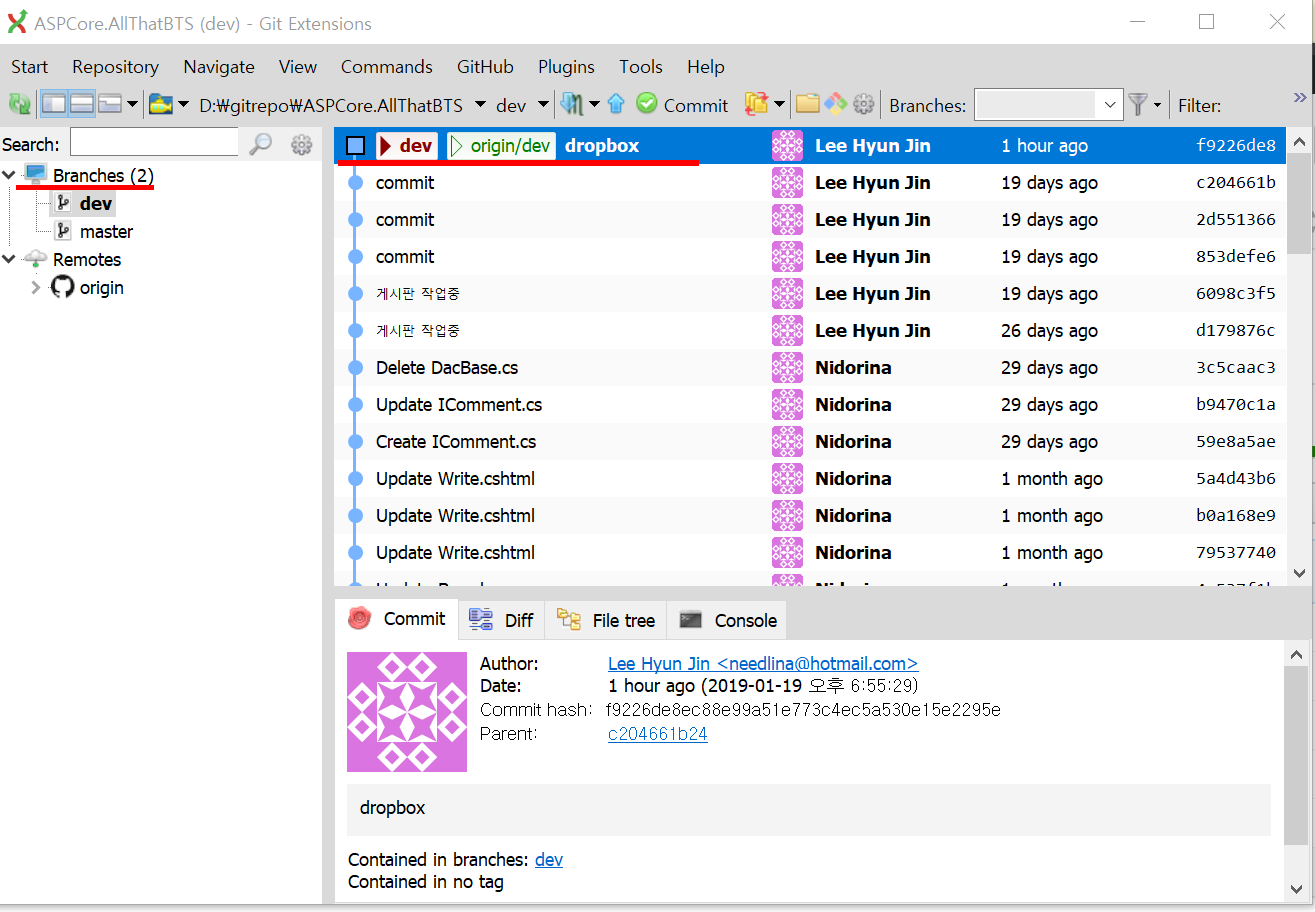 ASPCore.AllThatBTS (dev) - Git Extensions
Start Repository Navigate View Commands GitHub Plugins Tools Help
D:₩gitrepo₩ASPCore.AllThatBTS dev Commit Branches: Filter: »
Search:
Branches (2)
dev
master
Remotes
origin
dev origin/dev dropbox Lee Hyun Jin 1 hour ago f9226de8
commit Lee Hyun Jin 19 days ago c204661b
commit Lee Hyun Jin 19 days ago 2d551366
commit Lee Hyun Jin 19 days ago 853defe6
게시판 작업중 Lee Hyun Jin 19 days ago 6098c3f5
게시판 작업중 Lee Hyun Jin 26 days ago d179876c
Delete DacBase.cs Nidorina 29 days ago 3c5caac3
Update IComment.cs Nidorina 29 days ago b9470c1a
Create IComment.cs Nidorina 29 days ago 59e8a5ae
Update Write.cshtml Nidorina 1 month ago 5a4d43b6
Update Write.cshtml Nidorina 1 month ago b0a168e9
Update Write.cshtml Nidorina 1 month ago 79537740
Commit Diff File tree Console
Author: Lee Hyun Jin <needlina@hotmail.com>
Date: 1 hour ago (2019-01-19 오후 6:55:29)
Commit hash: f9226de8ec88e99a51e773c4ec5a530e15e2295e
Parent: c204661b24
dropbox
Contained in branches: dev
Contained in no tag